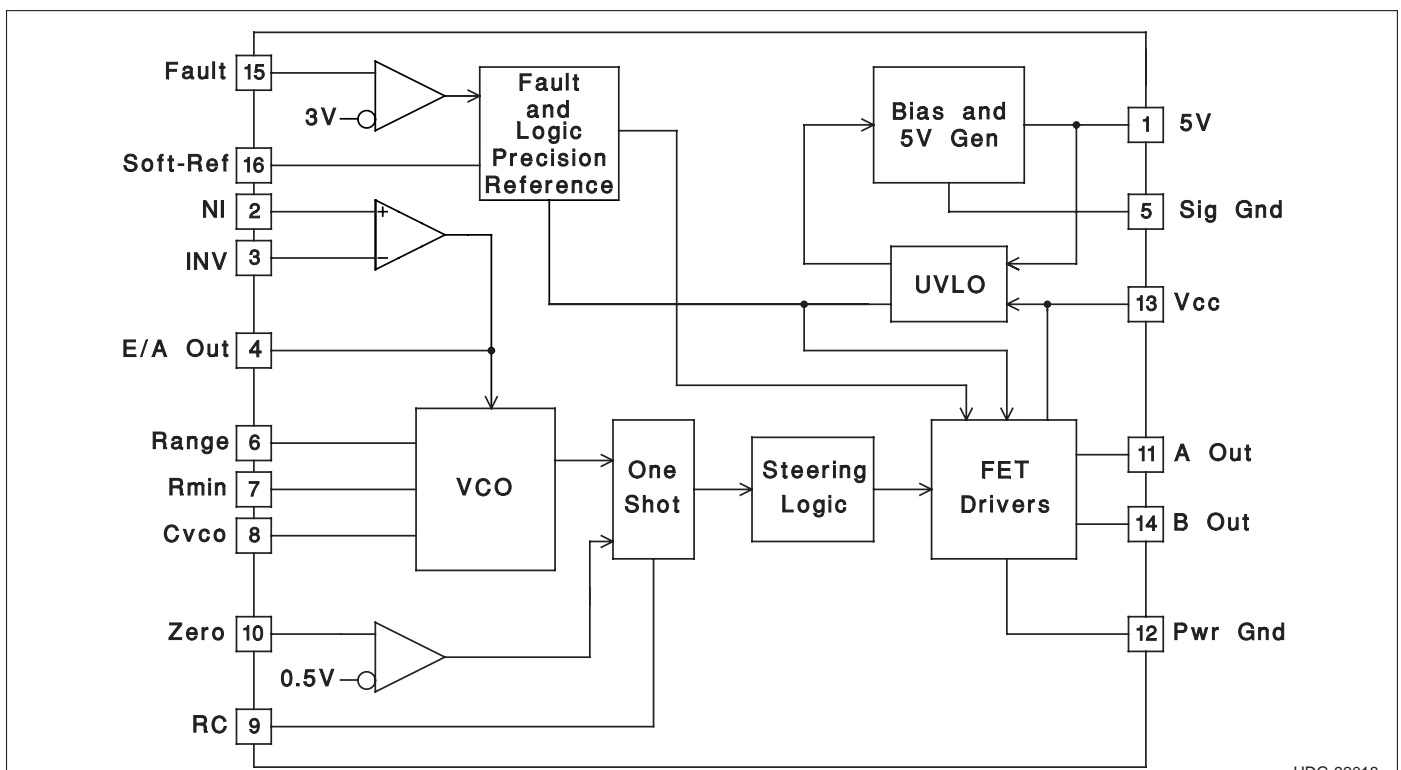 Fault 15
3V
Soft-Ref 16
NI 2
INV 3
E/A Out 4
Range 6
Rmin 7
Cvco 8
Zero 10
0.5V
RC 9
+
−
Fault
and
Logic
Precision
Reference
VCO
One
Shot
Steering
Logic
FET
Drivers
Bias and
5V Gen
UVLO
1 5V
5 Sig Gnd
13 Vcc
11 A Out
14 B Out
12 Pwr Gnd